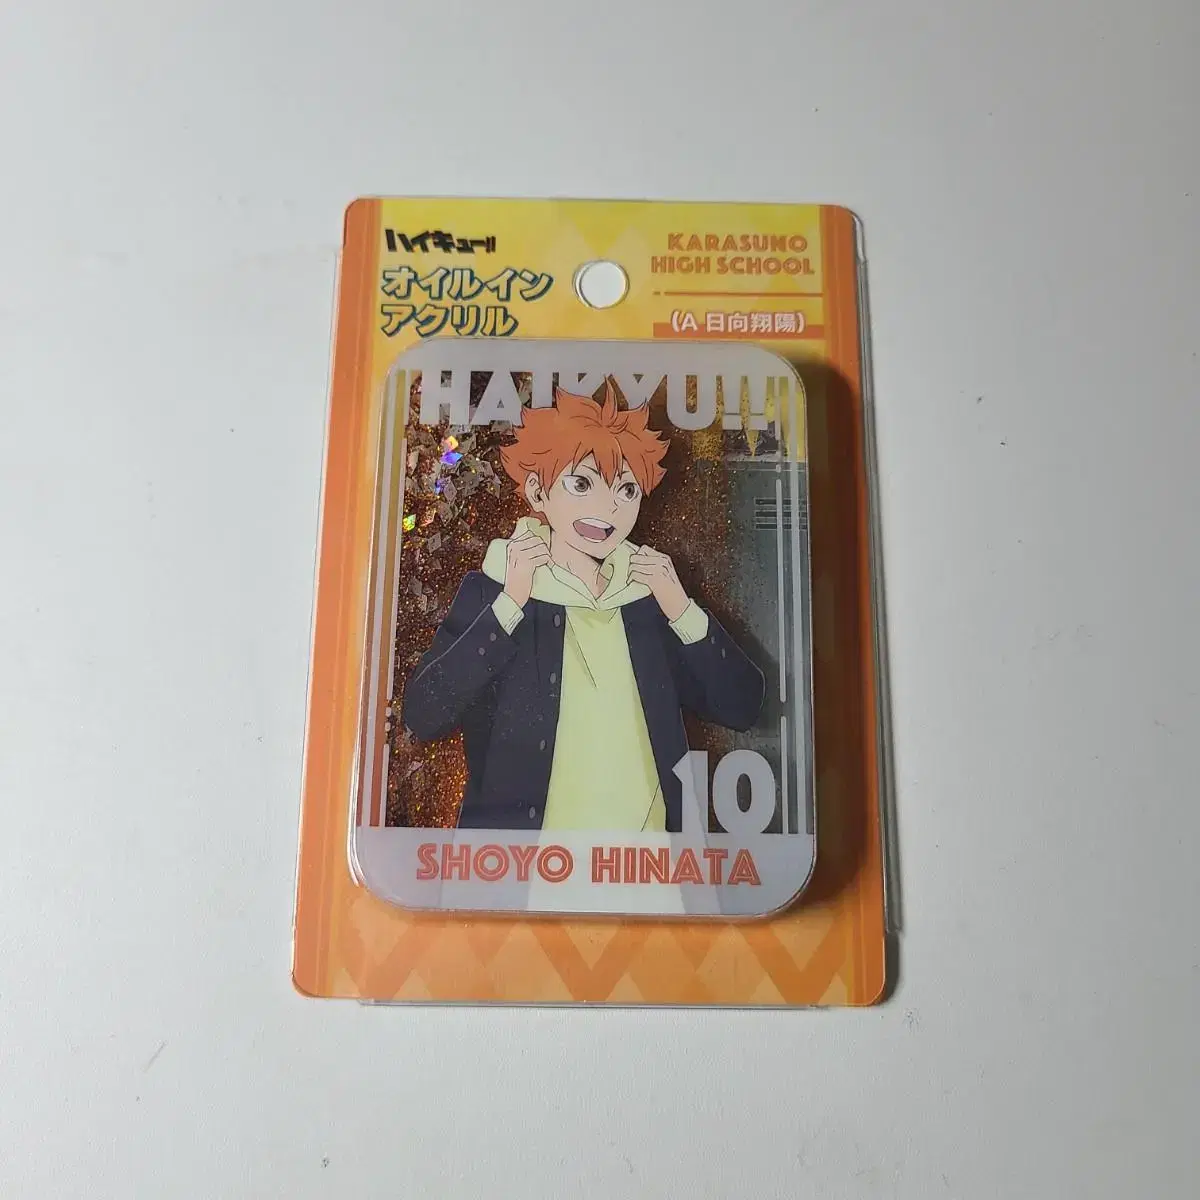 ハイキュー!!
オイルイン
アクリル
KARASUNO
HIGH SCHOOL
(A 日向翔陽)
HAIKYU!!
10
SHOYO HINATA